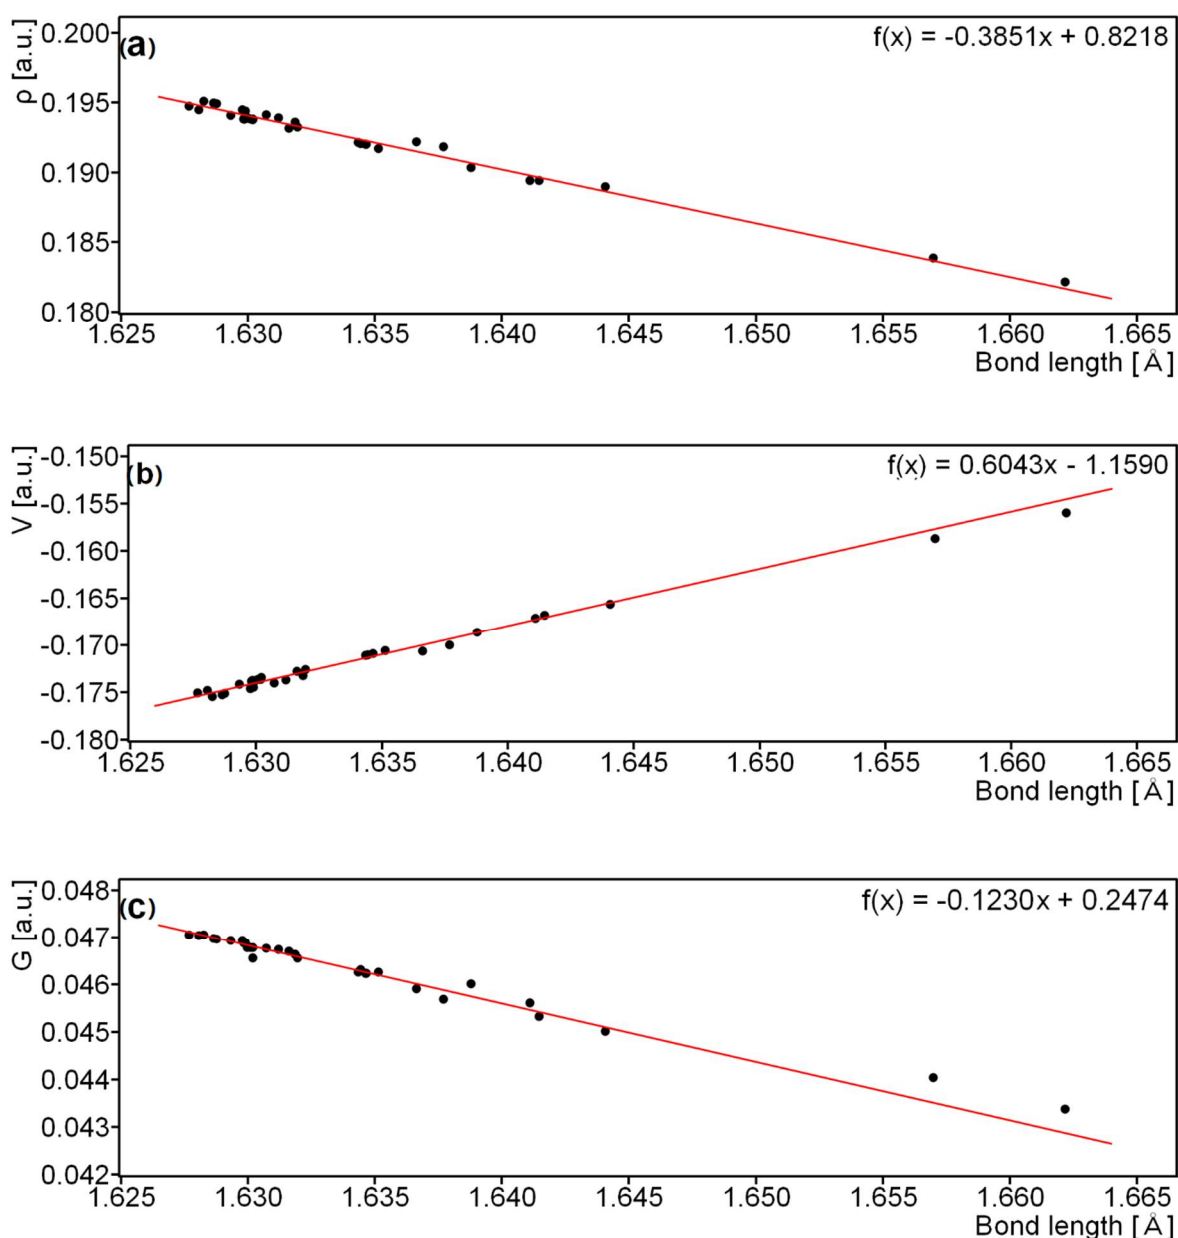 (a)
f(x) = -0.3851x + 0.8218
ρ [a.u.]
0.200
0.195
0.190
0.185
0.180
1.625 1.630 1.635 1.640 1.645 1.650 1.655 1.660 1.665
Bond length [Å]
(b)
f(x) = 0.6043x - 1.1590
V [a.u.]
-0.150
-0.155
-0.160
-0.165
-0.170
-0.175
-0.180
1.625 1.630 1.635 1.640 1.645 1.650 1.655 1.660 1.665
Bond length [Å]
(c)
f(x) = -0.1230x + 0.2474
G [a.u.]
0.048
0.047
0.046
0.045
0.044
0.043
0.042
1.625 1.630 1.635 1.640 1.645 1.650 1.655 1.660 1.665
Bond length [Å]